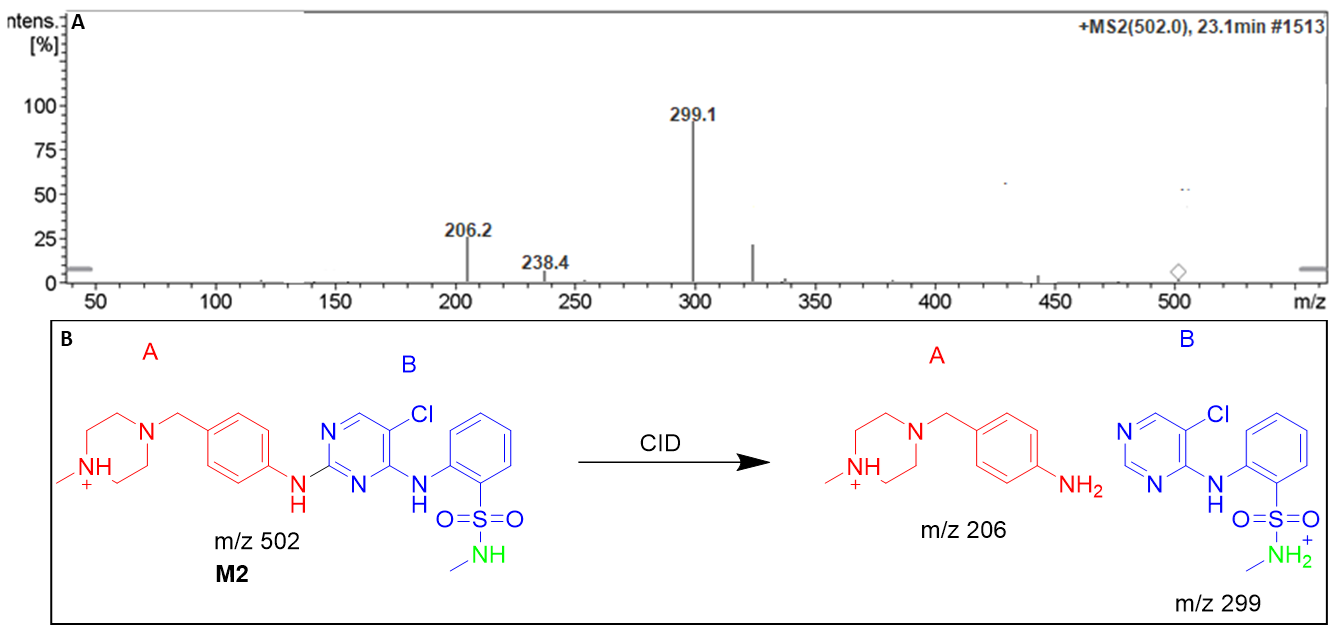 ntens. A
[%]
+MS2(502.0), 23.1min #1513
100
75
50
25
0
299.1
206.2
238.4
50 100 150 200 250 300 350 400 450 500 m/z
B
A
B
A
B
N
N
NH
+
N
H
N
Cl
N
H
O=S=O
NH
m/z 502
M2
CID
N
NH
+
NH2
m/z 206
N
Cl
N
N
H
O=S=O
+
NH2
m/z 299